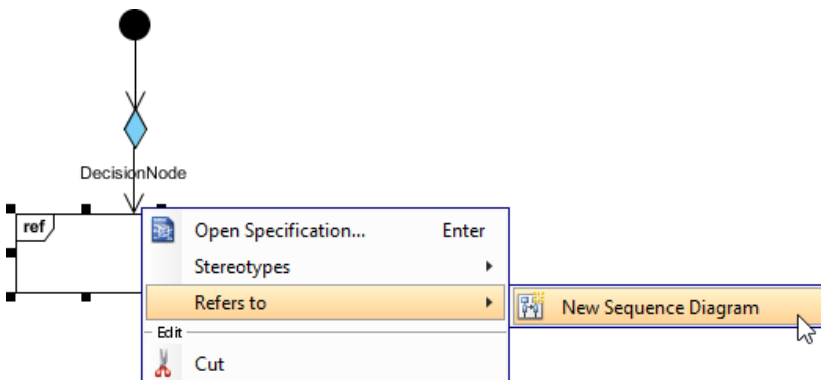 DecisionNode
ref
Open Specification... Enter
Stereotypes
Refers to
New Sequence Diagram
Edit
Cut